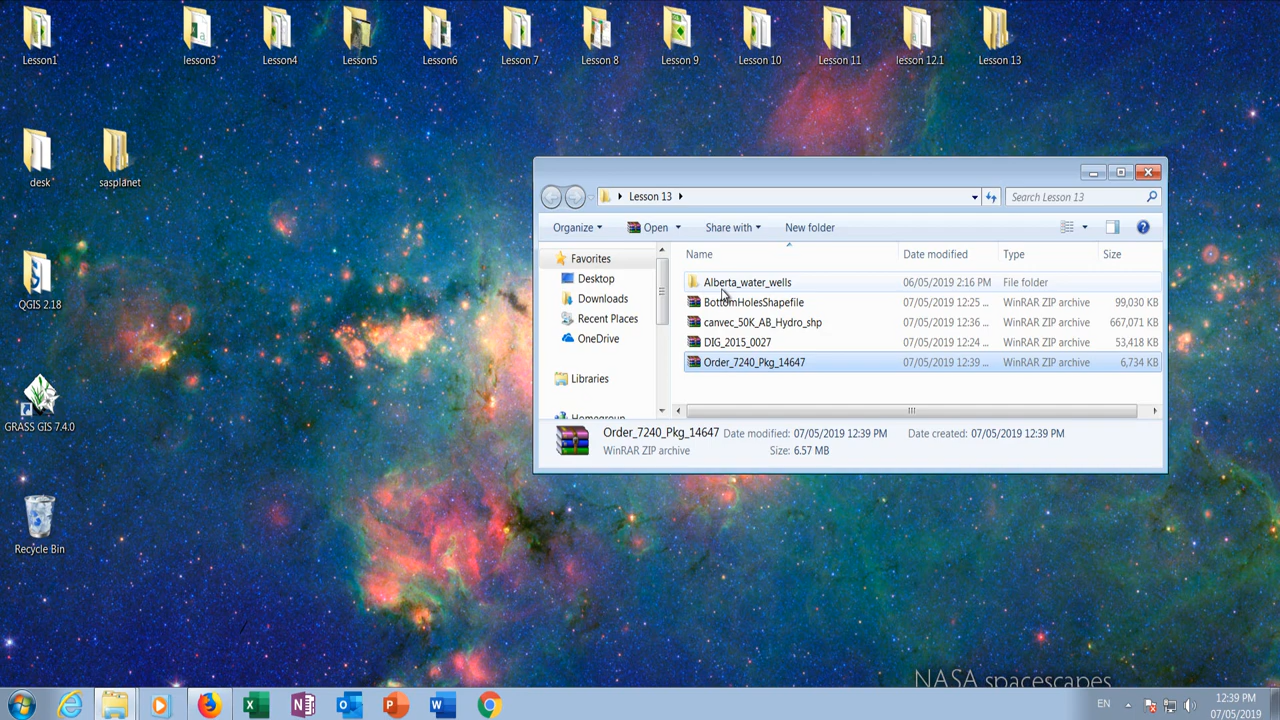 Lesson1
lesson3
Lesson4
Lesson5
Lesson6
Lesson 7
Lesson 8
Lesson 9
Lesson 10
Lesson 11
lesson 12.1
Lesson 13
desk
sasplanet
QGIS 2.18
GRASS GIS 7.4.0
Recycle Bin
Lesson 13
Search Lesson 13
Organize
Open
Share with
New folder
Favorites
Desktop
Downloads
Recent Places
OneDrive
Libraries
Homegroup
Name Date modified Type Size
Alberta_water_wells 06/05/2019 2:16 PM File folder
BottomHolesShapefile 07/05/2019 12:25 ... WinRAR ZIP archive 99,030 KB
canvec_50K_AB_Hydro_shp 07/05/2019 12:36 ... WinRAR ZIP archive 667,071 KB
DIG_2015_0027 07/05/2019 12:24 ... WinRAR ZIP archive 53,418 KB
Order_7240_Pkg_14647 07/05/2019 12:39 ... WinRAR ZIP archive 6,734 KB
Order_7240_Pkg_14647 Date modified: 07/05/2019 12:39 PM Date created: 07/05/2019 12:39 PM
WinRAR ZIP archive Size: 6.57 MB
NASA spacescapes
EN
12:39 PM
07/05/2019